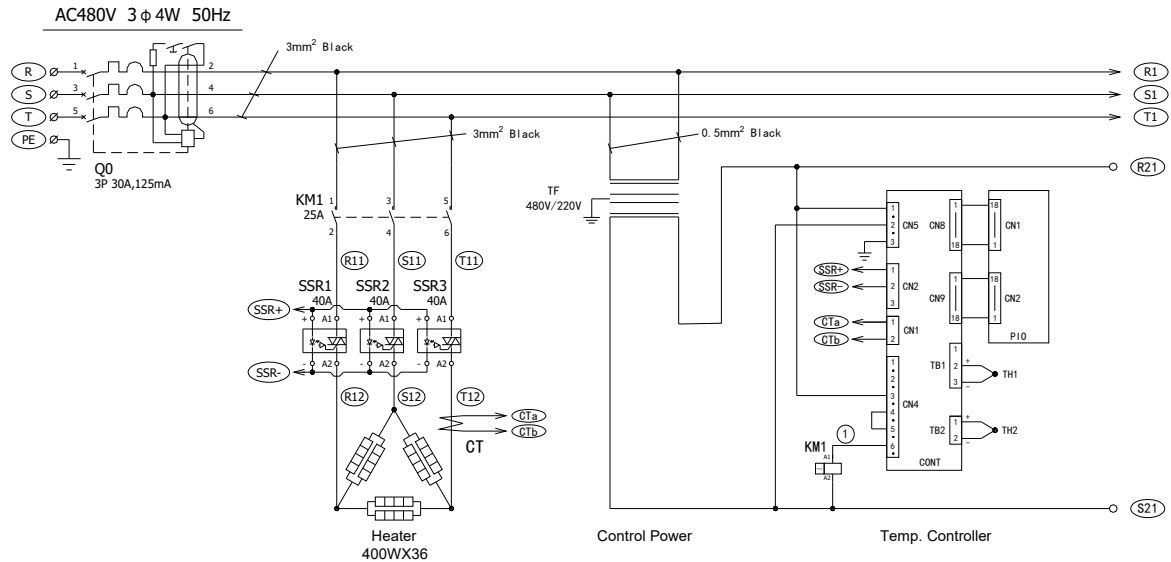 AC480V 3φ4W 50Hz
3mm² Black
R 1 2 R1
S 3 4 S1
T 5 6 T1
PE
3mm² Black
0.5mm² Black
Q0
3P 30A,125mA
R21
TF
480V/220V
KM1
25A
1 3 5
2 4 6
R11 S11 T11
SSR1 SSR2 SSR3
40A 40A 40A
SSR+
+ A1 + A1 + A1
- A2 - A2 - A2
SSR-
R12 S12 T12
CTa
CTb
CT
Heater
400WX36
Control Power
1
2
3
CN5
CN8
1
18
18
1
CN1
SSR+
SSR-
1
2
3
CN2
CN9
1
18
18
1
CN2
CTa
CTb
1
2
CN1
PIO
1
2
3
4
5
6
CN4
TB1
1
2
3
+
-
TH1
TB2
1
2
+
-
TH2
1
KM1
A1
A2
CONT
S21
Temp. Controller